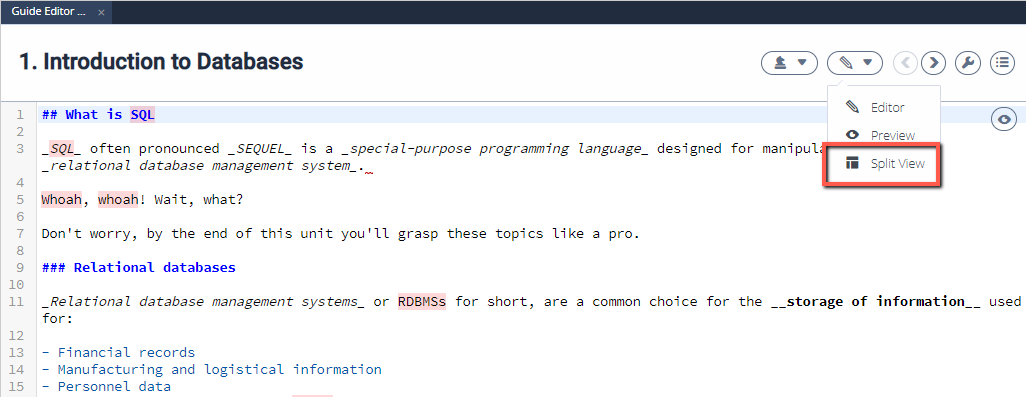 Guide Editor ... ×
1. Introduction to Databases
Editor
Preview
Split View
1 ## What is SQL
2
3 _SQL_ often pronounced _SEQUEL_ is a _special-purpose programming language_ designed for
_relational database management system_.
4
5 Whoah, whoah! Wait, what?
6
7 Don't worry, by the end of this unit you'll grasp these topics like a pro.
8
9 ### Relational databases
10
11 _Relational database management systems_ or RDBMSs for short, are a common choice for the __storage of information__ used
for:
12
13 - Financial records
14 - Manufacturing and logistical information
15 - Personnel data